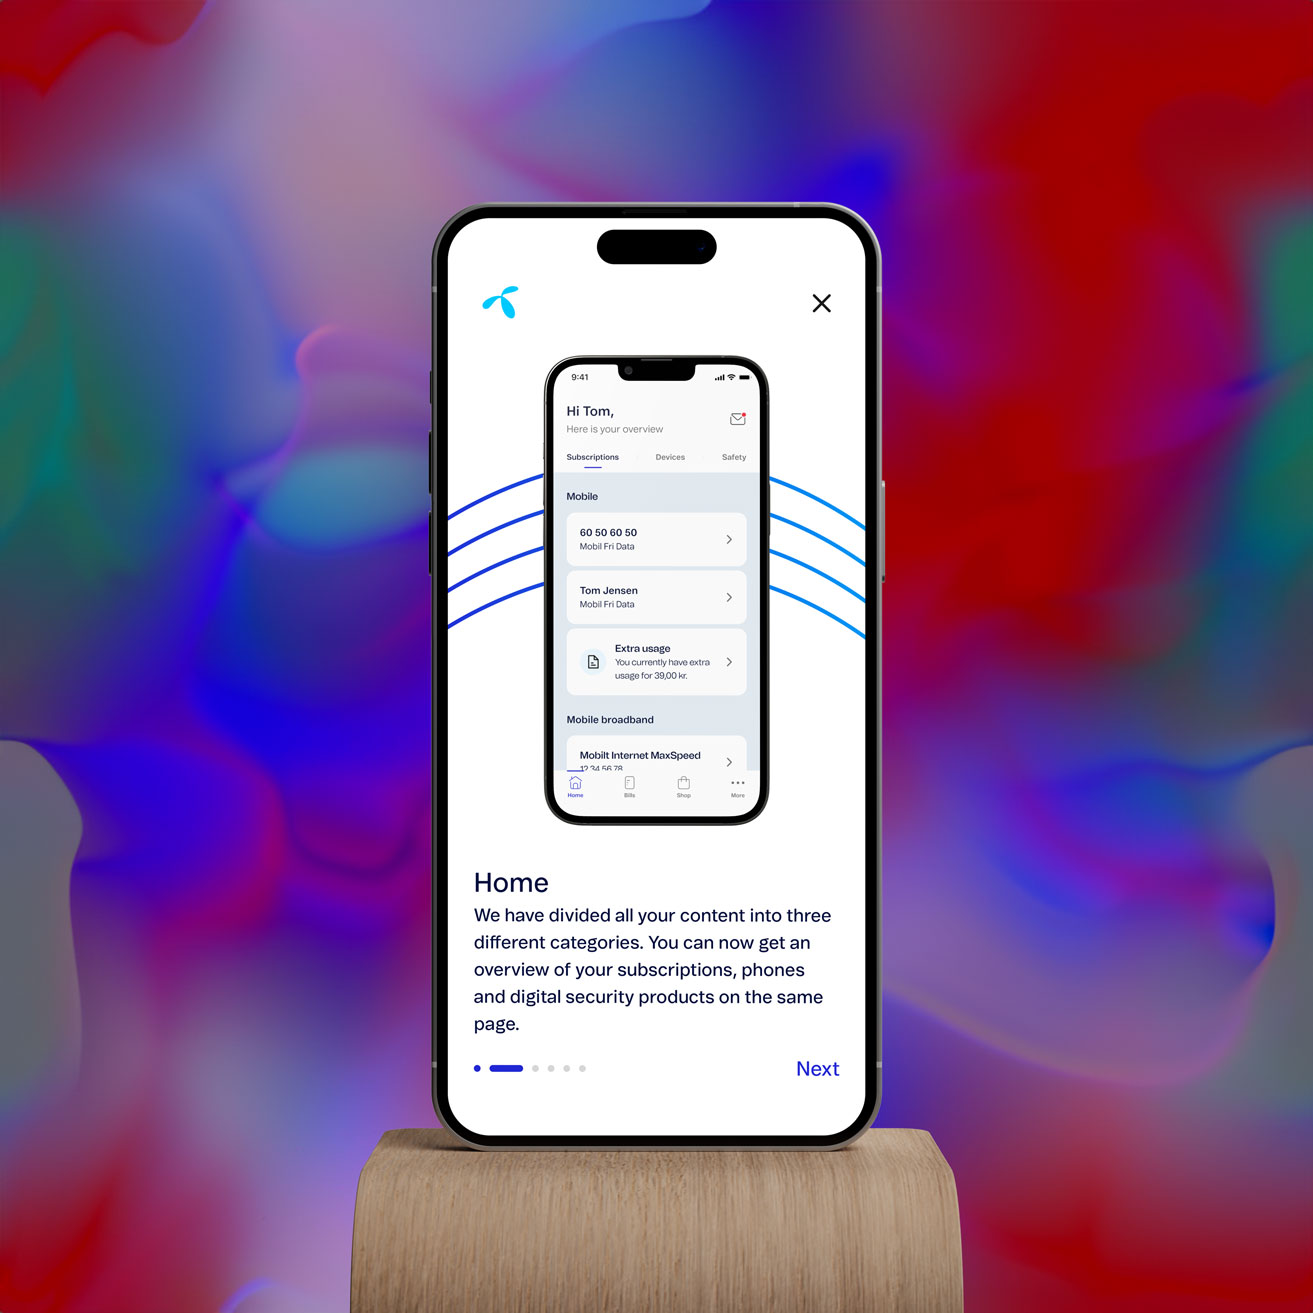 9:41
Hi Tom,
Here is your overview
Subscriptions Devices Safety
Mobile
60 50 60 50
Mobil Fri Data
Tom Jensen
Mobil Fri Data
Extra usage
You currently have extra
usage for 39,00 kr.
Mobile broadband
Mobilt Internet MaxSpeed
12 34 56 78
Home Bills Shop More
Home
We have divided all your content into three
different categories. You can now get an
overview of your subscriptions, phones
and digital security products on the same
page.
Next